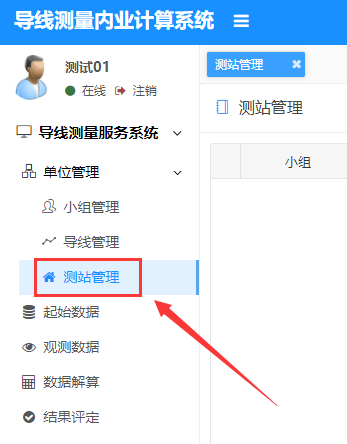 导线测量内业计算系统
测试01
在线 注销
导线测量服务系统
单位管理
小组管理
导线管理
测站管理
起始数据
观测数据
数据解算
结果评定
测站管理
测站管理
小组